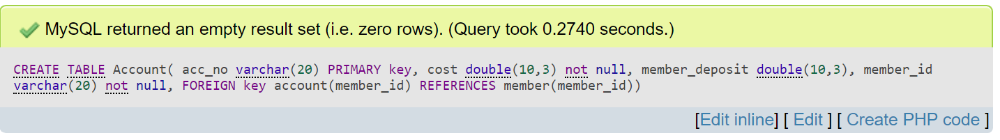 MySQL returned an empty result set (i.e. zero rows). (Query took 0.2740 seconds.)
CREATE TABLE Account( acc_no varchar(20) PRIMARY key, cost double(10,3) not null, member_deposit double(10,3), member_id
varchar(20) not null, FOREIGN key account(member_id) REFERENCES member(member_id))
[Edit inline] [ Edit ] [ Create PHP code ]